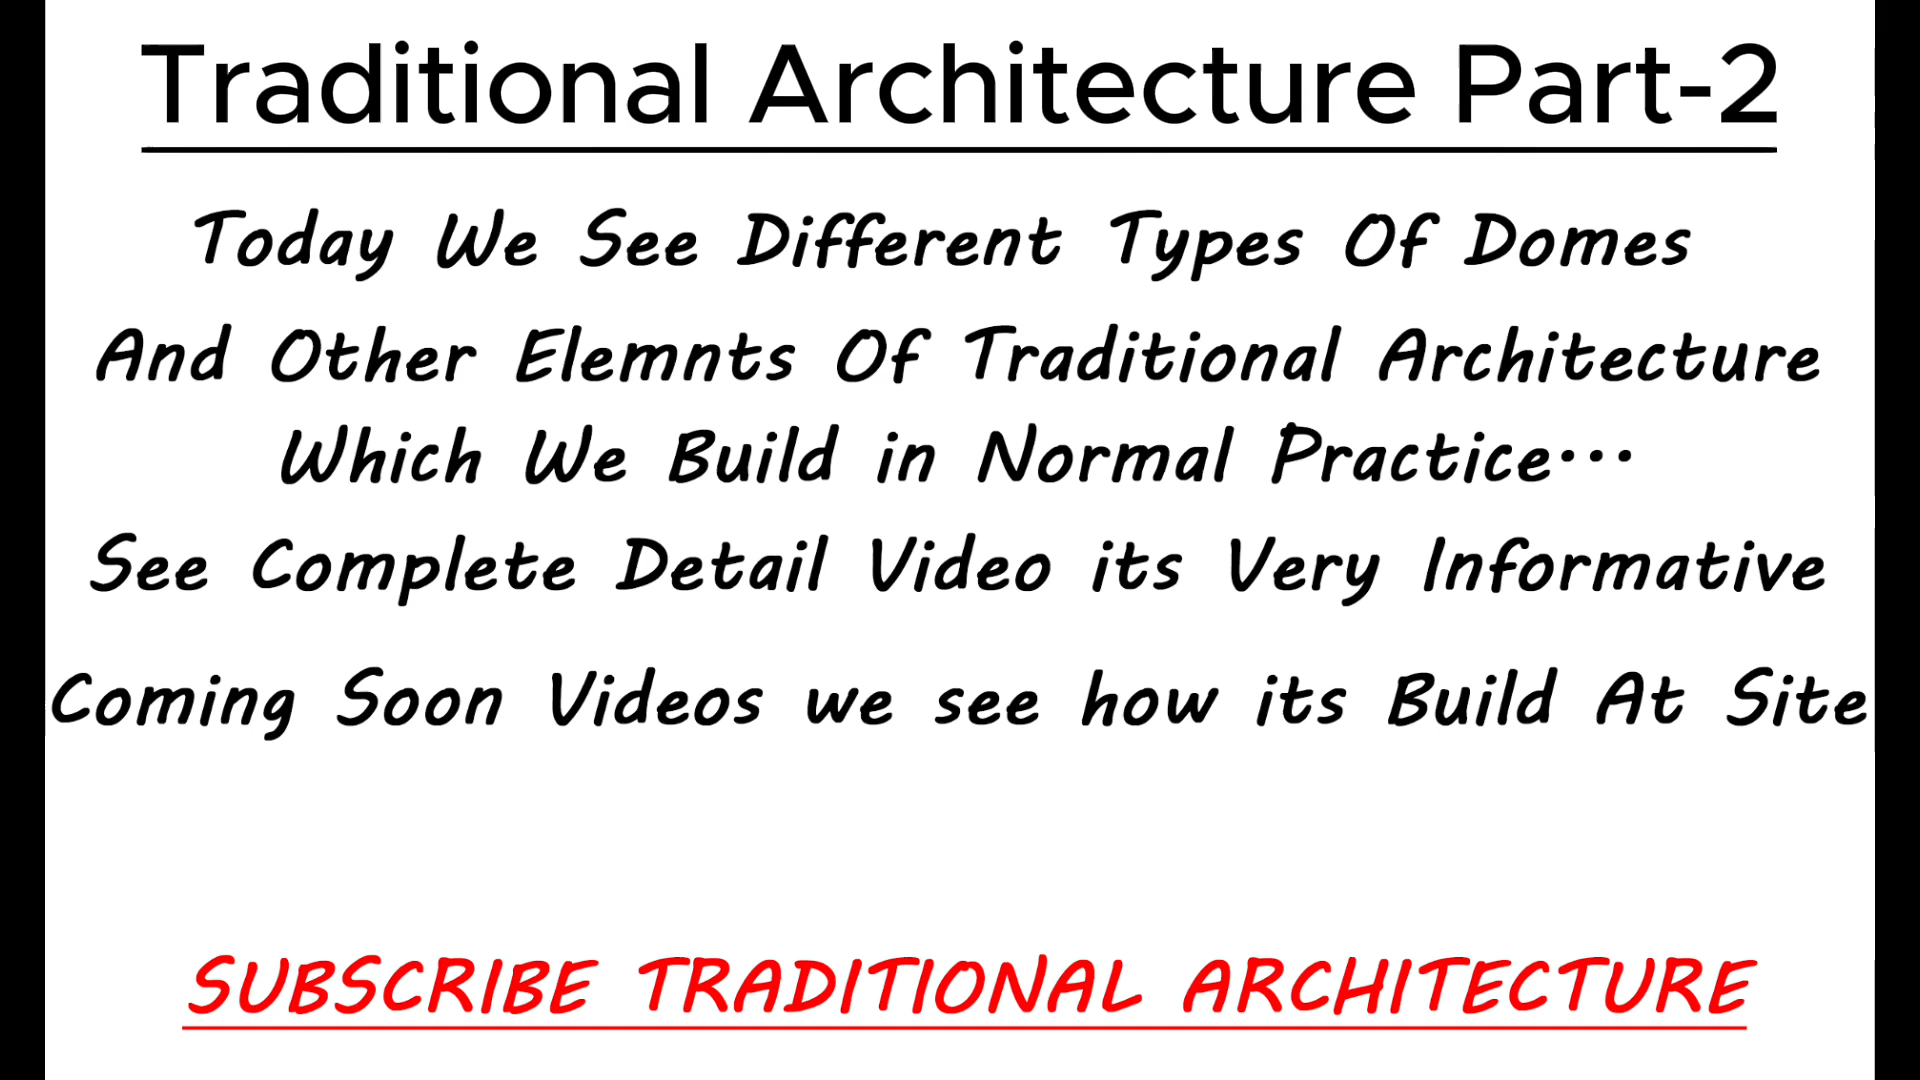 Traditional Architecture Part-2
Today We See Different Types Of Domes
And Other Elemnts Of Traditional Architecture
Which We Build in Normal Practice...
See Complete Detail Video its Very Informative
Coming Soon Videos we see how its Build At Site
SUBSCRIBE TRADITIONAL ARCHITECTURE